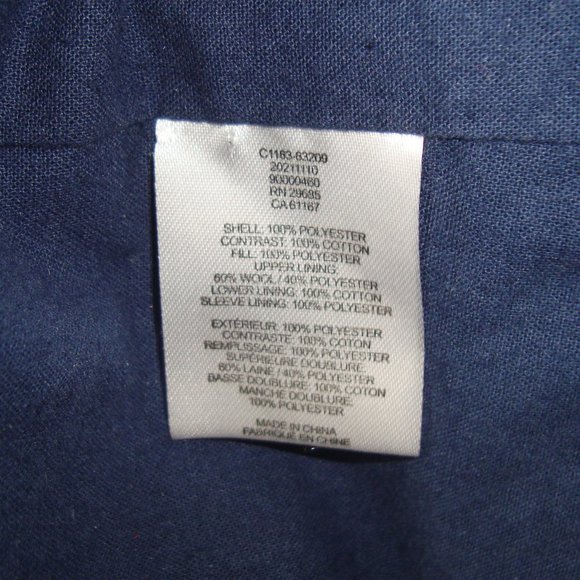 C1183-83209
20211110
90000460
RN 29685
CA 61167
SHELL: 100% POLYESTER
CONTRAST: 100% COTTON
FILL: 100% POLYESTER
UPPER LINING:
60% WOOL / 40% POLYESTER
LOWER LINING: 100% COTTON
SLEEVE LINING: 100% POLYESTER
EXTÉRIEUR: 100% POLYESTER
CONTRASTE: 100% COTON
REMPLISSAGE: 100% POLYESTER
SUPÉRIEURE DOUBLURE:
60% LAINE / 40% POLYESTER
BASSE DOUBLURE: 100% COTON
MANCHE DOUBLURE:
100% POLYESTER
MADE IN CHINA
FABRIQUÉ EN CHINE